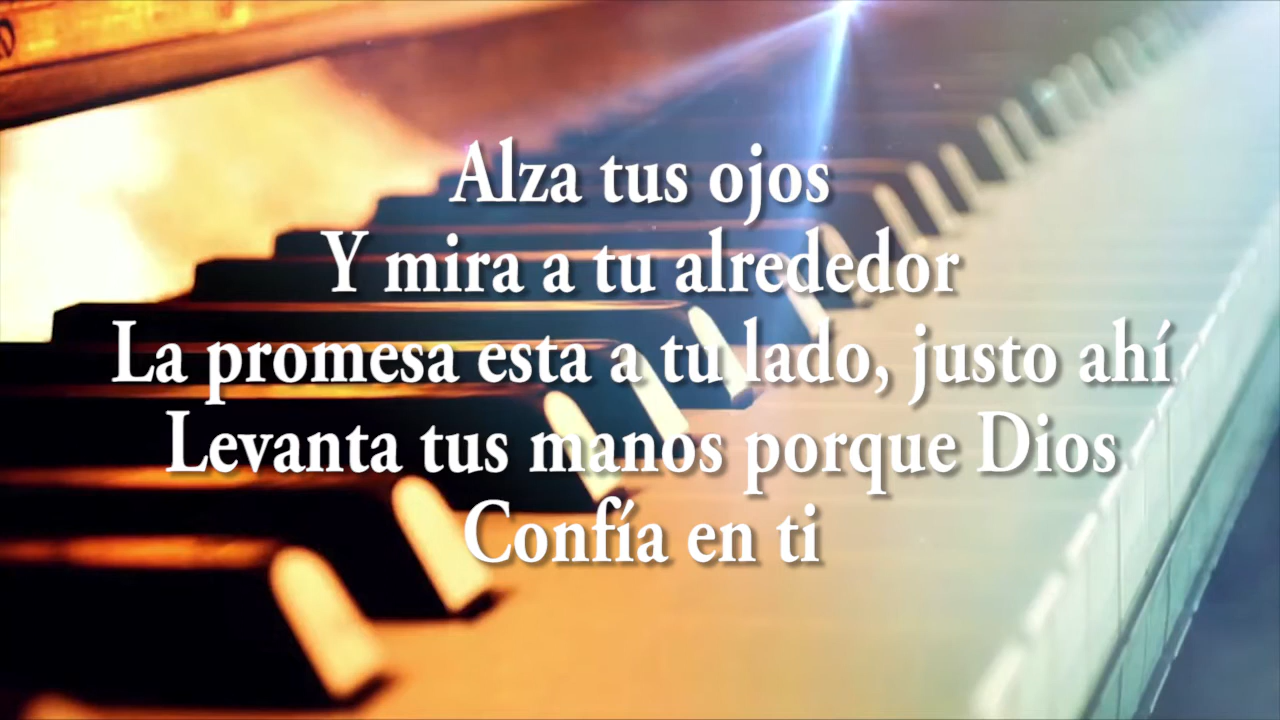 Alza tus ojos
Y mira a tu alrededor
La promesa esta a tu lado, justo ahí
Levanta tus manos porque Dios
Confía en ti